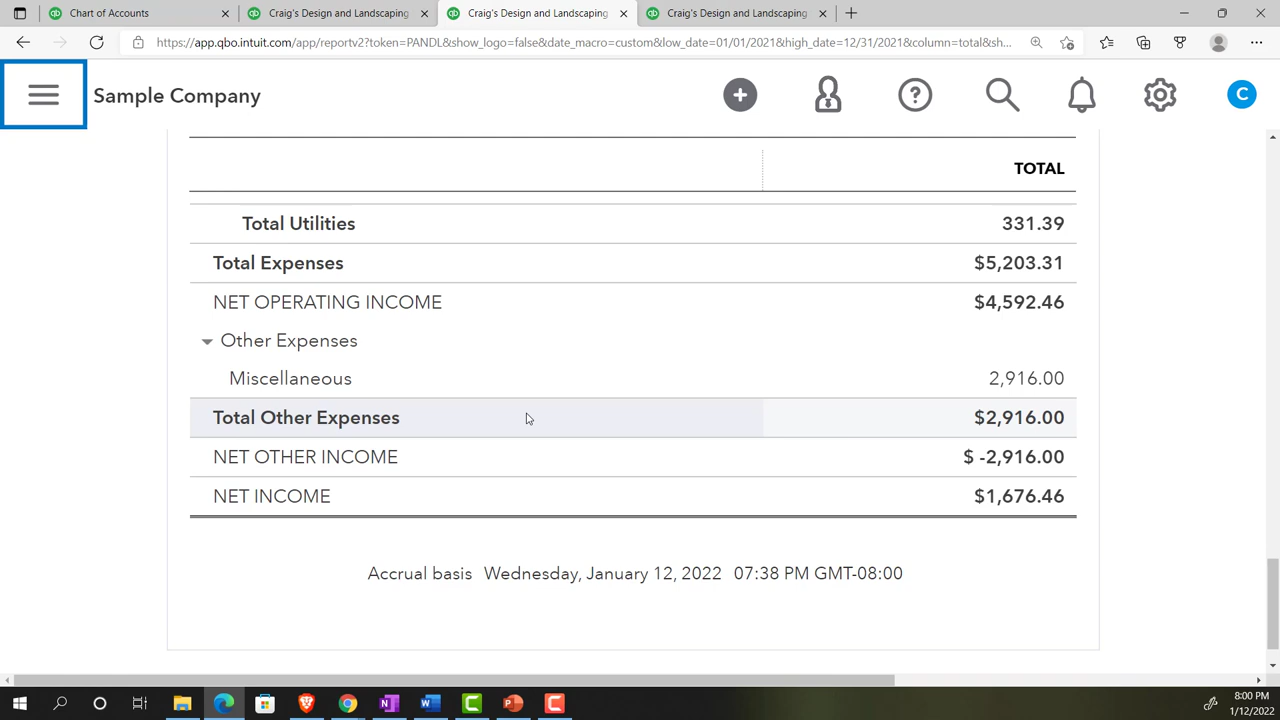 Chart of Accounts
Craig's Design and Landscaping
Craig's Design and Landscaping
Craig's Design and Landscaping
https://app.qbo.intuit.com/app/reportv2?token=PANDL&show_logo=false&date_macro=custom&low_date=01/01/2021&high_date=12/31/2021&column=total&sh...
Sample Company
C
TOTAL
Total Utilities 331.39
Total Expenses $5,203.31
NET OPERATING INCOME $4,592.46
Other Expenses
Miscellaneous 2,916.00
Total Other Expenses $2,916.00
NET OTHER INCOME $ -2,916.00
NET INCOME $1,676.46
Accrual basis Wednesday, January 12, 2022 07:38 PM GMT-08:00
8:00 PM
1/12/2022